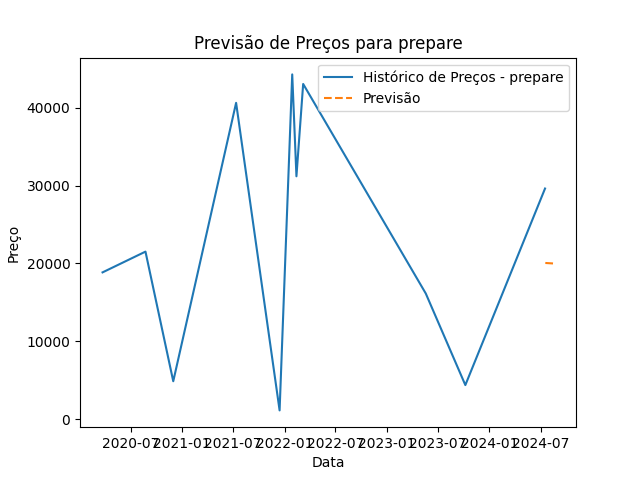 Previsão de Preços para prepare
Histórico de Preços - prepare
Previsão
Preço
40000
30000
20000
10000
0
2020-07 2021-01 2021-07 2022-01 2022-07 2023-01 2023-07 2024-01 2024-07
Data